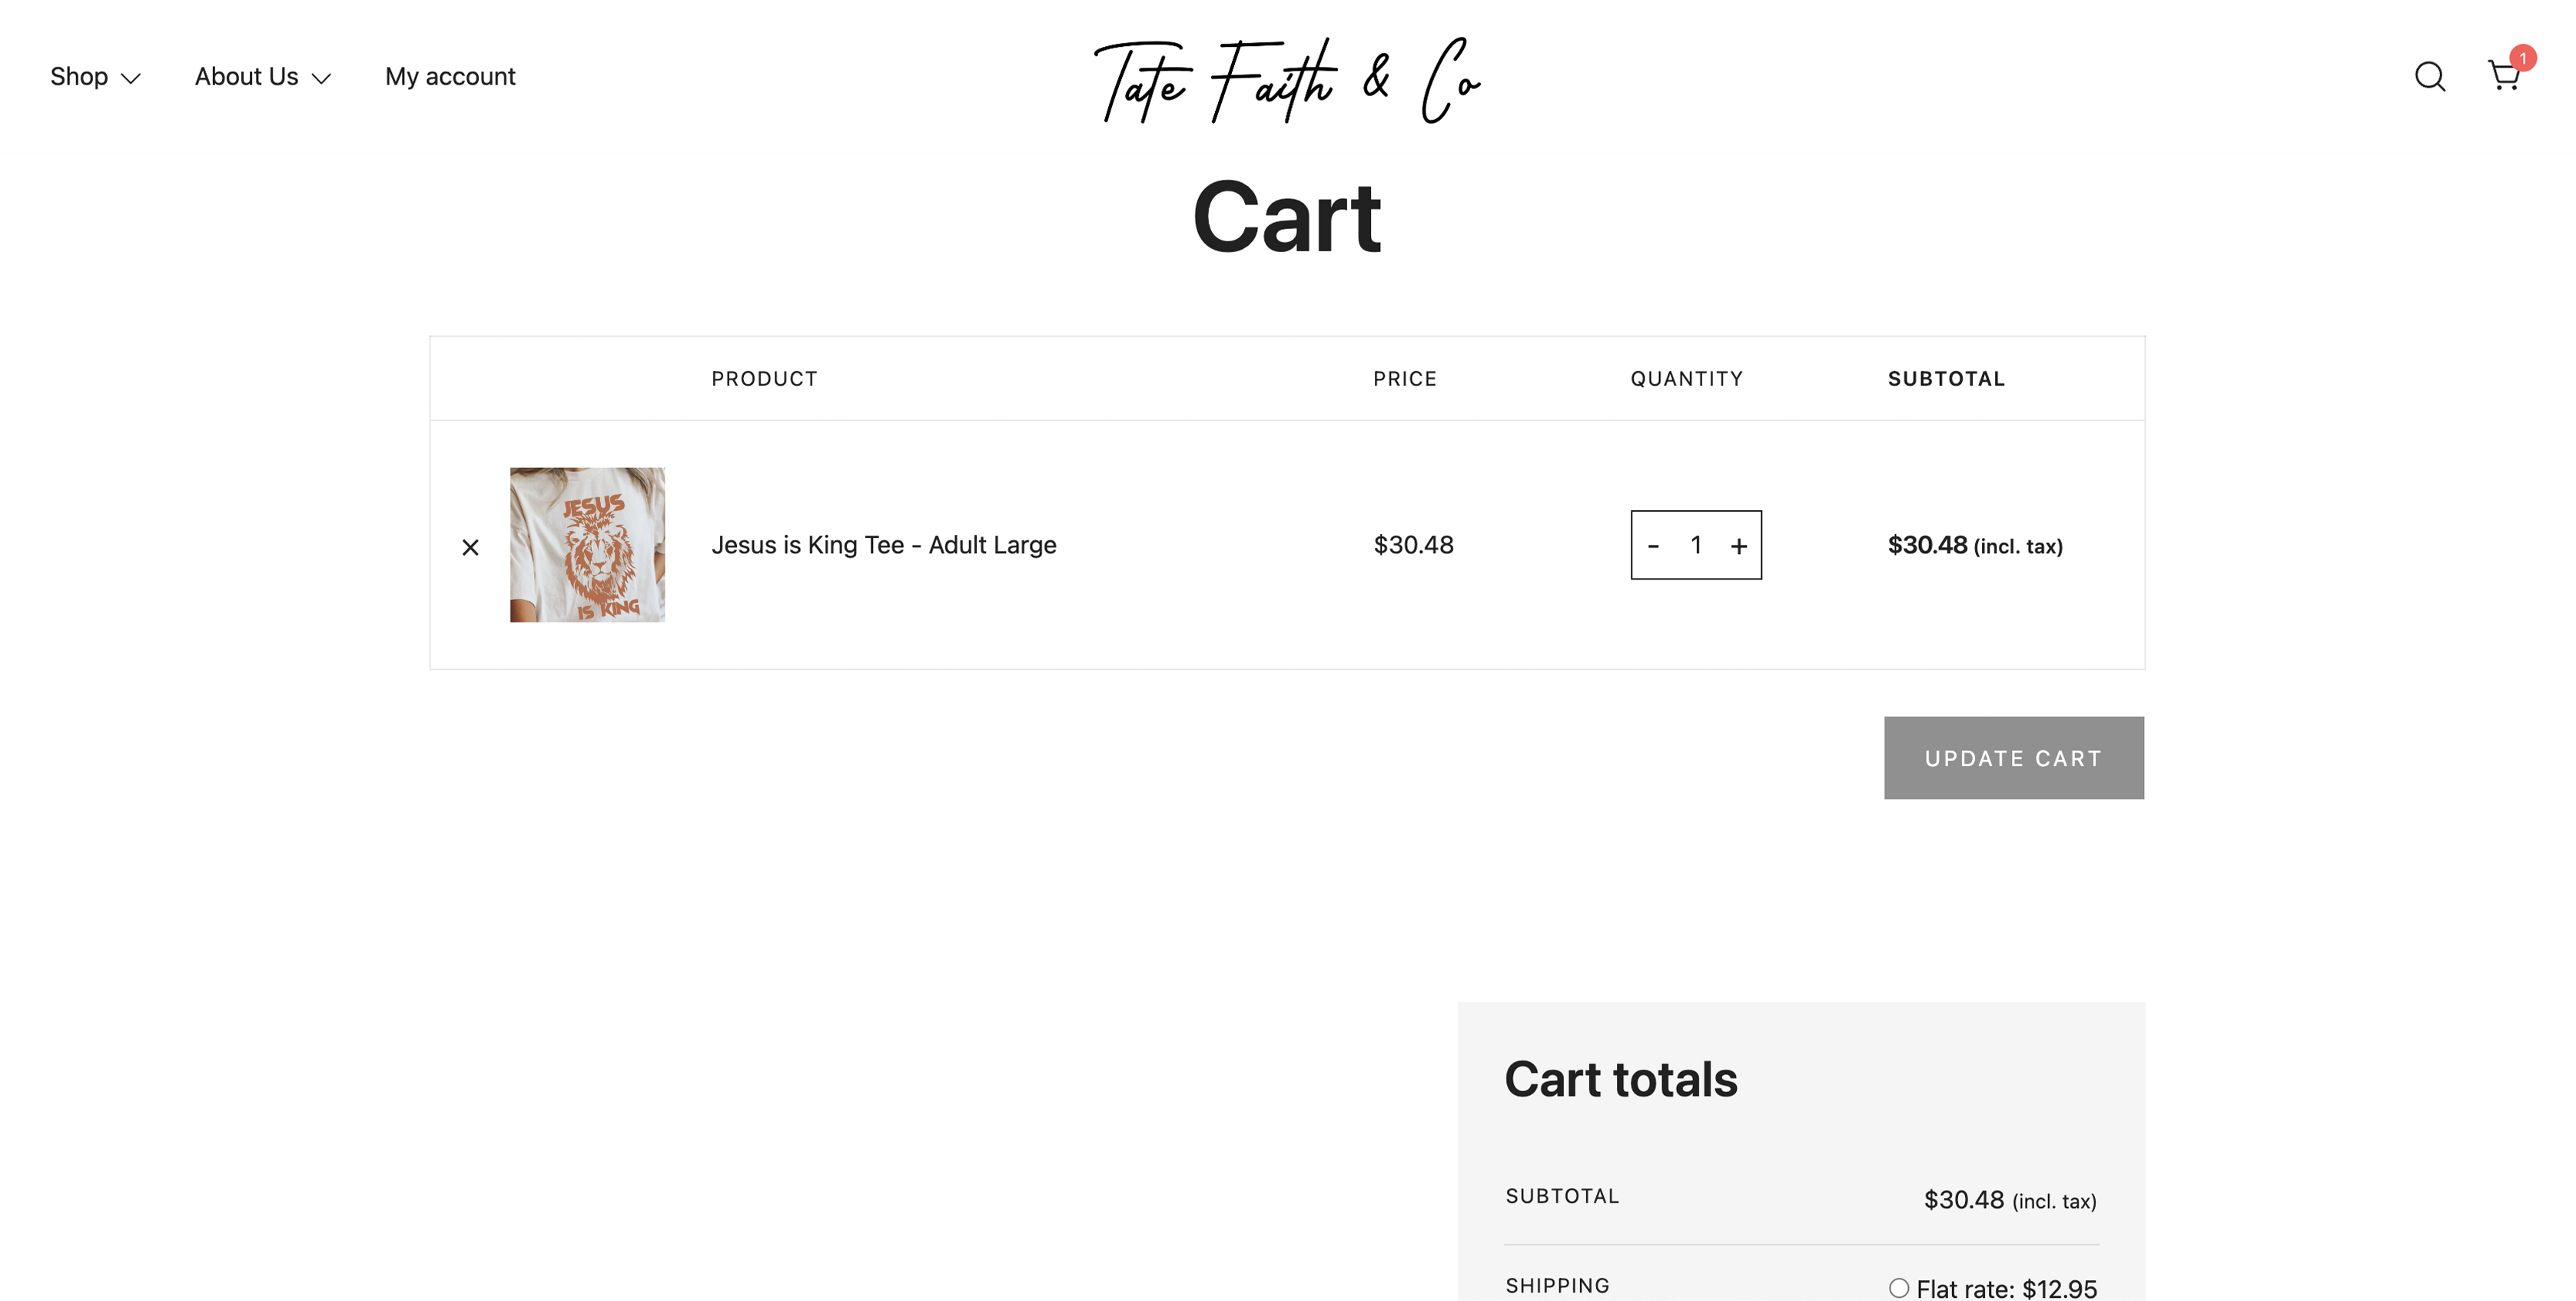 Shop About Us My account Tate Faith & Co 1
Cart
PRODUCT PRICE QUANTITY SUBTOTAL
JESUS
IS KING
× Jesus is King Tee - Adult Large $30.48 - 1 + $30.48 (incl. tax)
UPDATE CART
Cart totals
SUBTOTAL $30.48 (incl. tax)
SHIPPING Flat rate: $12.95